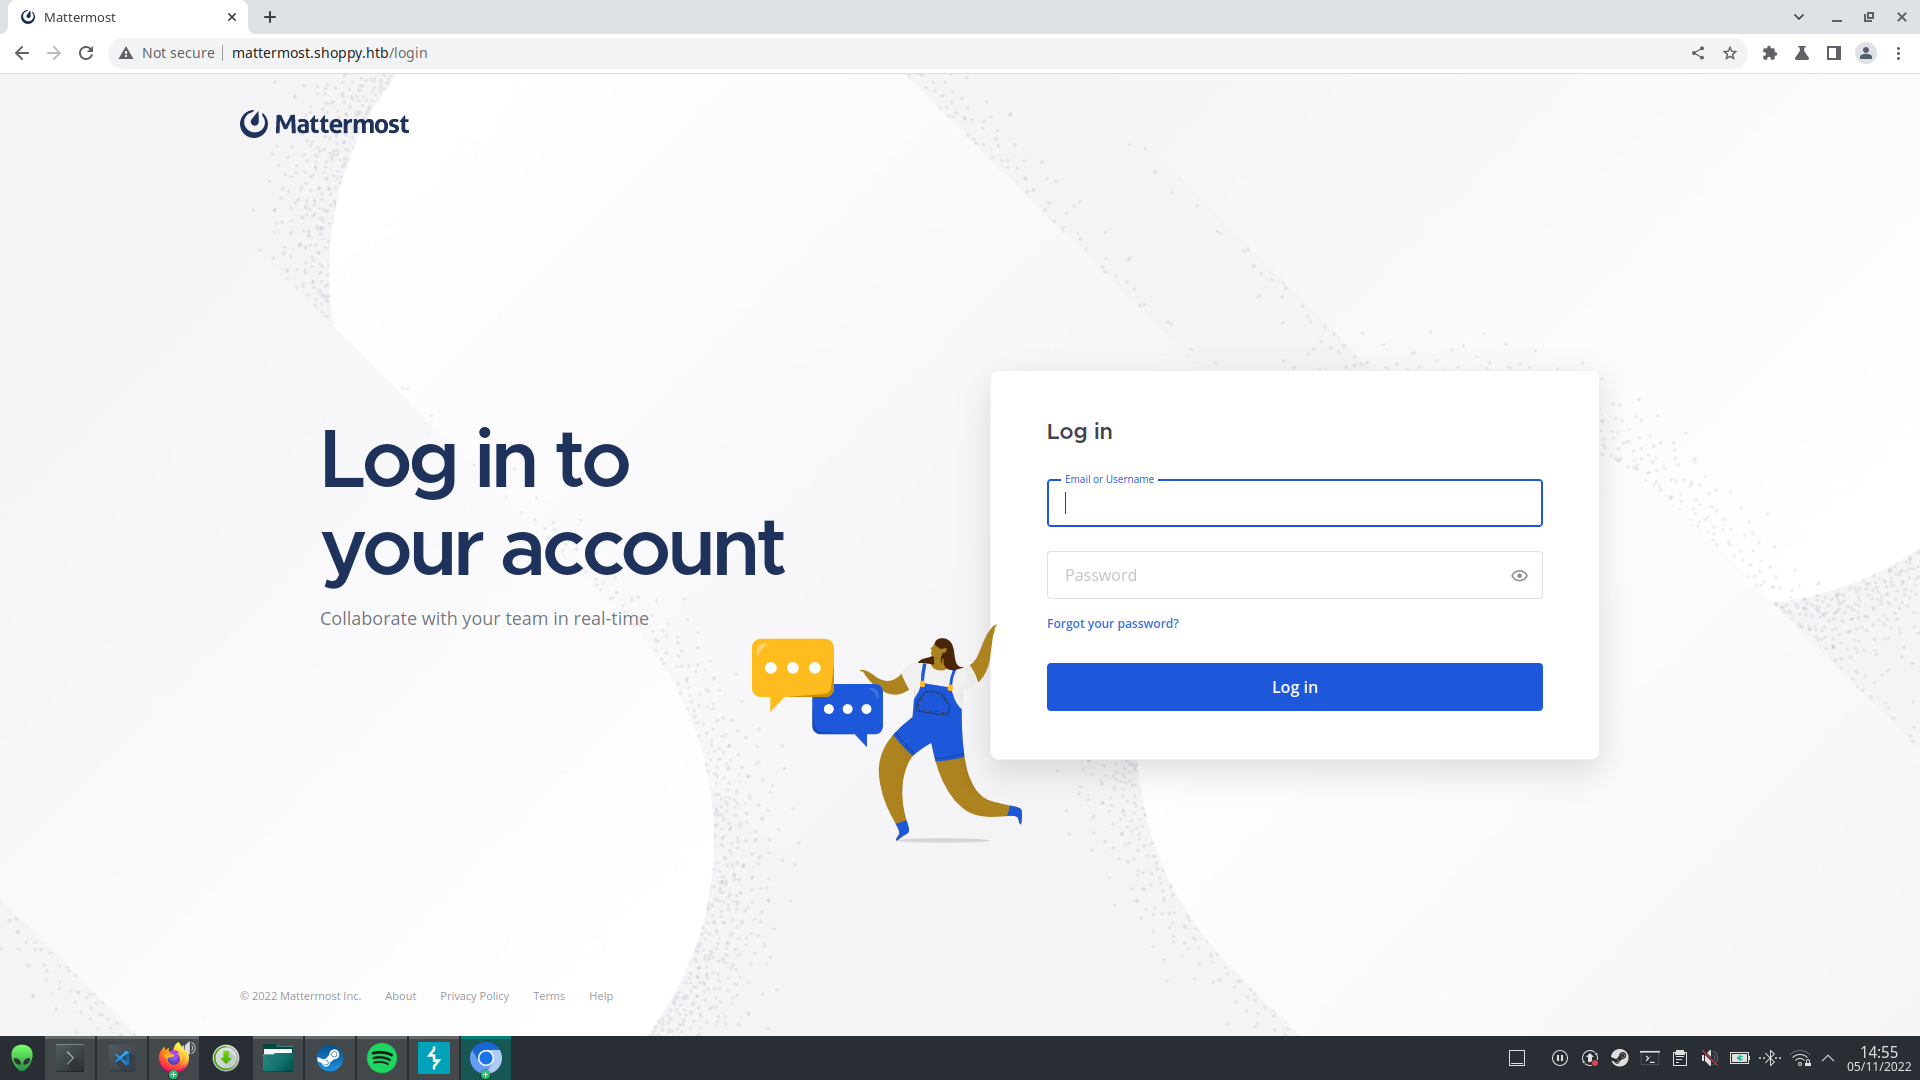 Mattermost
Not secure
mattermost.shoppy.htb/login
Mattermost
Log in to
your account
Collaborate with your team in real-time
Log in
Email or Username
Password
Forgot your password?
Log in
© 2022 Mattermost Inc. About Privacy Policy Terms Help
14:55
05/11/2022